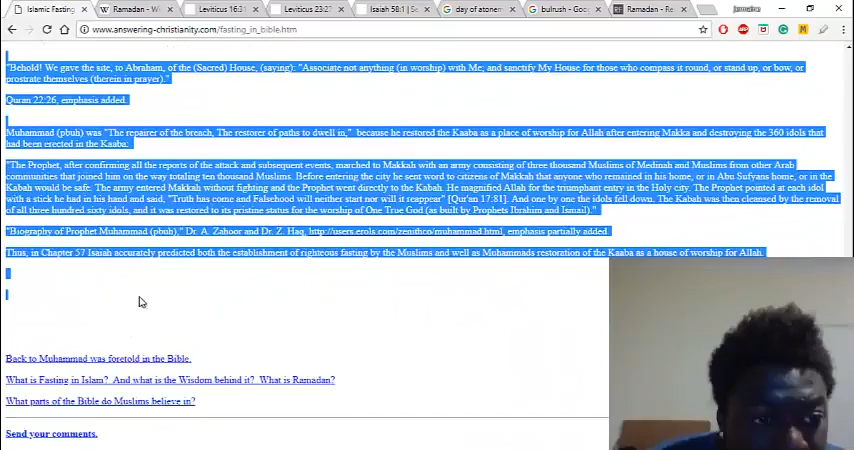 Islamic Fasting
Ramadan - W
Leviticus 16:31
Leviticus 23:27
Isaiah 58:1 | Se
day of atonem
bulrush - Goo
Ramadan - Re
www.answering-christianity.com/fasting_in_bible.htm
"Behold! We gave the site, to Abraham, of the (Sacred) House, (saying): "Associate not anything (in worship) with Me; and sanctify My House for those who compass it round, or stand up, or bow, or
prostrate themselves (therein in prayer)."
Quran 22:26, emphasis added.
Muhammad (pbuh) was "The repairer of the breach, The restorer of paths to dwell in," because he restored the Kaaba as a place of worship for Allah after entering Makka and destroying the 360 idols that
had been erected in the Kaaba:
"The Prophet, after confirming all the reports of the attack and subsequent events, marched to Makkah with an army consisting of three thousand Muslims of Medinah and Muslims from other Arab
communities that joined him on the way totaling ten thousand Muslims. Before entering the city he sent word to citizens of Makkah that anyone who remained in his home, or in Abu Sufyans home, or in the
Kabah would be safe. The army entered Makkah without fighting and the Prophet went directly to the Kabah. He magnified Allah for the triumphant entry in the Holy city. The Prophet pointed at each idol
with a stick he had in his hand and said, "Truth has come and Falsehood will neither start nor will it reappear" [Qur'an 17:81]. And one by one the idols fell down. The Kabah was then cleansed by the removal
of all three hundred sixty idols, and it was restored to its pristine status for the worship of One True God (as built by Prophets Ibrahim and Ismail)."
"Biography of Prophet Muhammad (pbuh)," Dr. A. Zahoor and Dr. Z. Haq, http://users.erols.com/zenithco/muhammad.html, emphasis partially added.
Thus, in Chapter 57 Isaiah accurately predicted both the establishment of righteous fasting by the Muslims and well as Muhammads restoration of the Kaaba as a house of worship for Allah.
Back to Muhammad was foretold in the Bible.
What is Fasting in Islam? And what is the Wisdom behind it? What is Ramadan?
What parts of the Bible do Muslims believe in?
Send your comments.